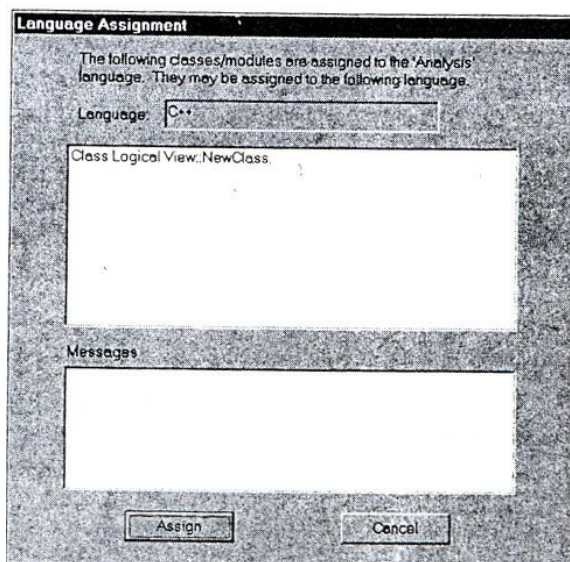 Language Assignment
The following classes/modules are assigned to the 'Analysis'
language. They may be assigned to the following language.
Language: C++
Class Logical View::NewClass
Messages
Assign
Cancel